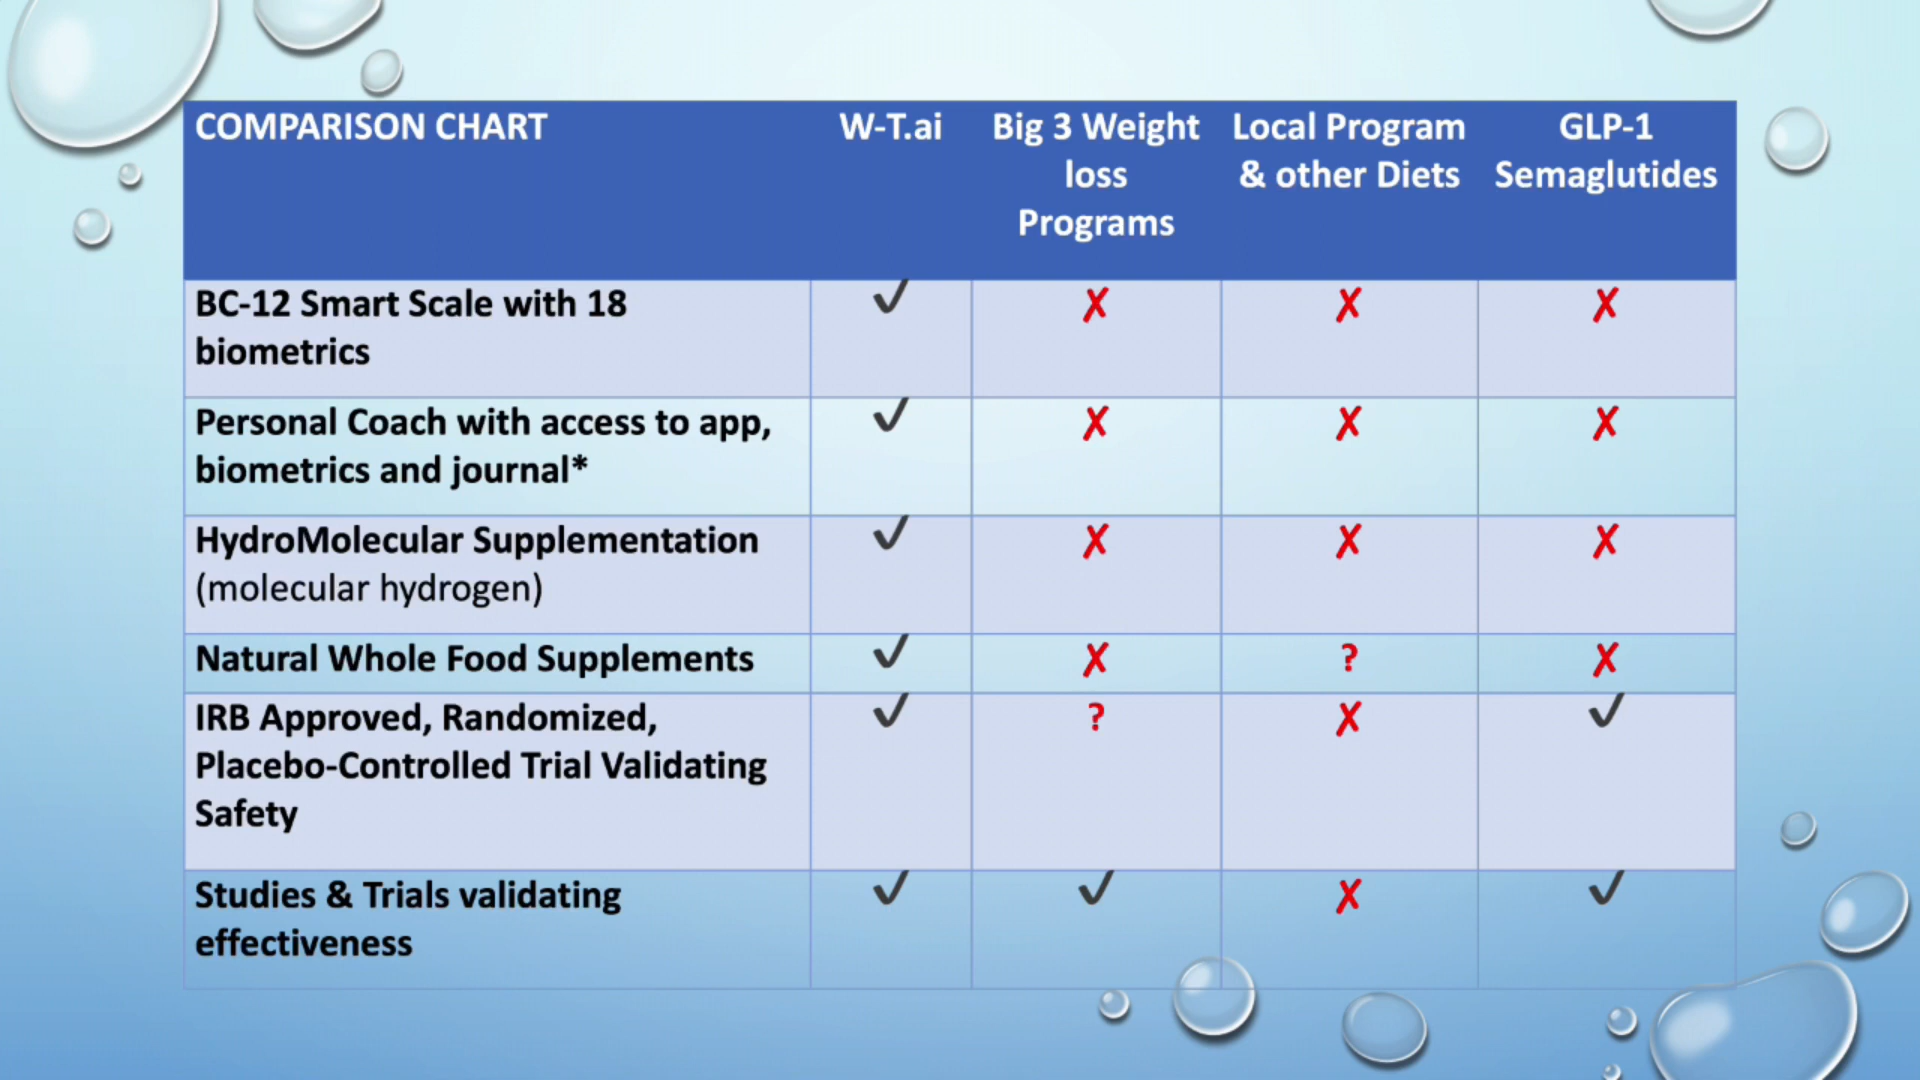 COMPARISON CHART W-T.ai Big 3 Weight Local Program GLP-1
loss & other Diets Semaglutides
Programs
BC-12 Smart Scale with 18 ✓ ✗ ✗ ✗
biometrics
Personal Coach with access to app, ✓ ✗ ✗ ✗
biometrics and journal*
HydroMolecular Supplementation ✓ ✗ ✗ ✗
(molecular hydrogen)
Natural Whole Food Supplements ✓ ✗ ? ✗
IRB Approved, Randomized, ✓ ? ✗ ✓
Placebo-Controlled Trial Validating
Safety
Studies & Trials validating ✓ ✓ ✗ ✓
effectiveness